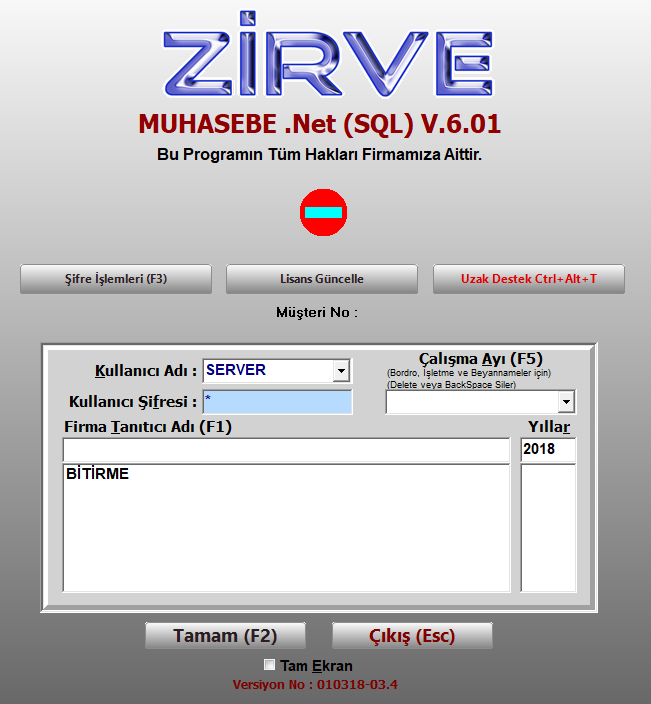 ZİRVE
MUHASEBE .Net (SQL) V.6.01
Bu Programın Tüm Hakları Firmamıza Aittir.
Şifre İşlemleri (F3)
Lisans Güncelle
Uzak Destek Ctrl+Alt+T
Müşteri No :
Kullanıcı Adı : SERVER
Çalışma Ayı (F5)
(Bordro, İşletme ve Beyannameler için)
(Delete veya BackSpace Siler)
Kullanıcı Şifresi : *
Firma Tanıtici Adı (F1)
Yıllar
2018
BİTİRME
Tamam (F2)
Çıkış (Esc)
Tam Ekran
Versiyon No : 010318-03.4